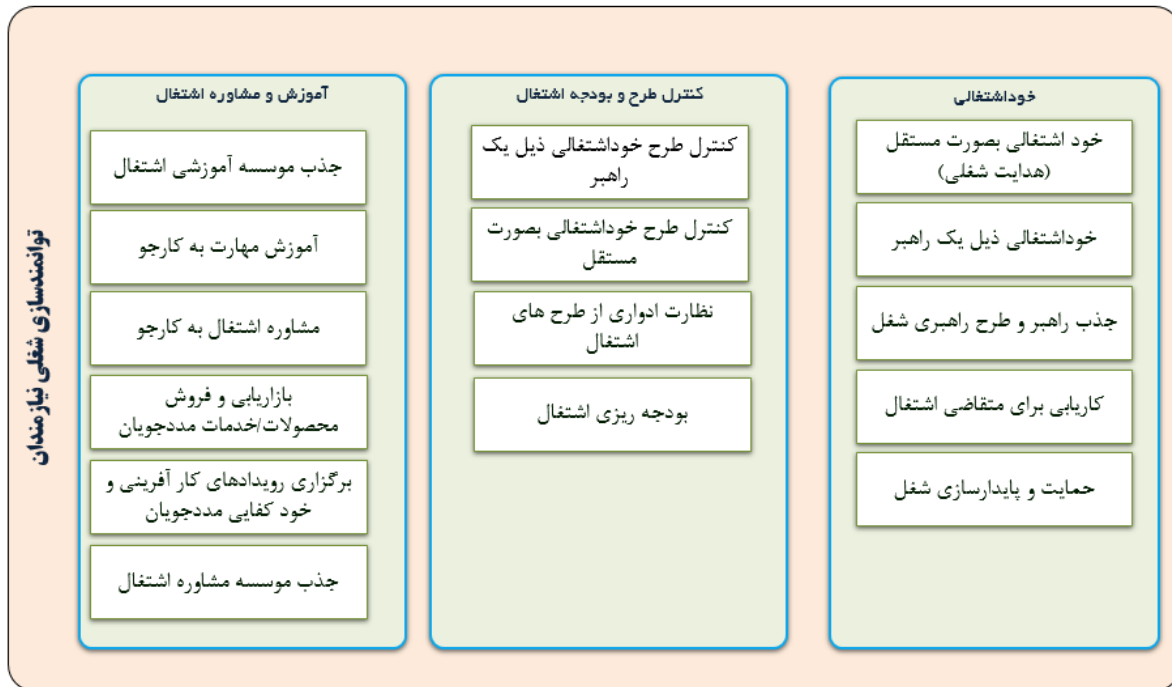 توانمندسازی شغلی نیازمندان
خوداشتغالی
خود اشتغالی بصورت مستقل
(هدایت شغلی)
خوداشتغالی ذیل یک راهبر
جذب راهبر و طرح راهبری شغل
کاریابی برای متقاضی اشتغال
حمایت و پایدارسازی شغل
کنترل طرح و بودجه اشتغال
کنترل طرح خوداشتغالی ذیل یک
راهبر
کنترل طرح خوداشتغالی بصورت
مستقل
نظارت ادواری از طرح های
اشتغال
بودجه ریزی اشتغال
آموزش و مشاوره اشتغال
جذب موسسه آموزشی اشتغال
آموزش مهارت به کارجو
مشاوره اشتغال به کارجو
بازاریابی و فروش
محصولات/خدمات مددجویان
برگزاری رویدادهای کار آفرینی و
خود کفایی مددجویان
جذب موسسه مشاوره اشتغال